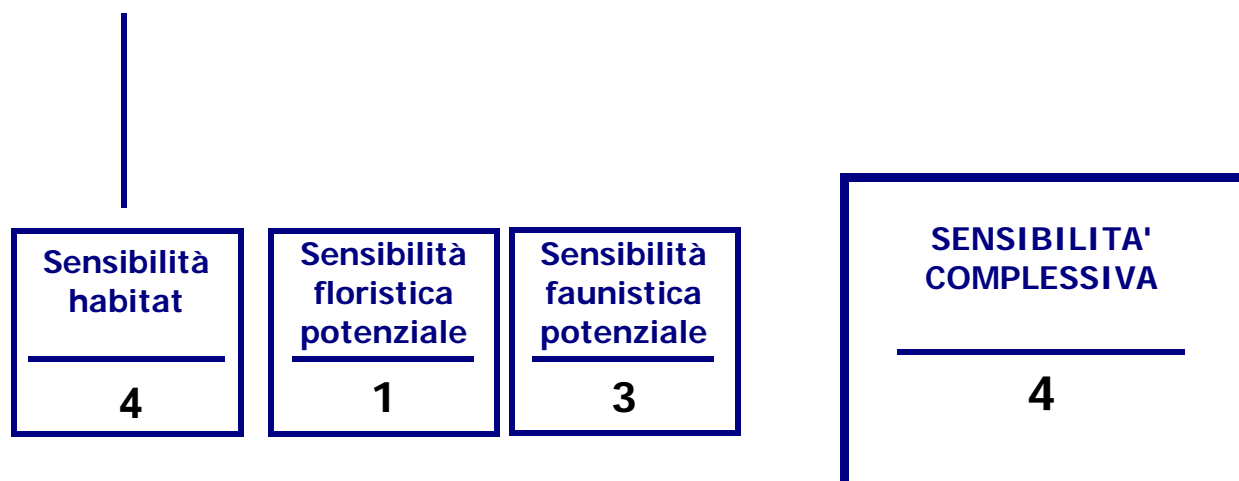 Sensibilità
habitat
4
Sensibilità
floristica
potenziale
1
Sensibilità
faunistica
potenziale
3
SENSIBILITA'
COMPLESSIVA
4